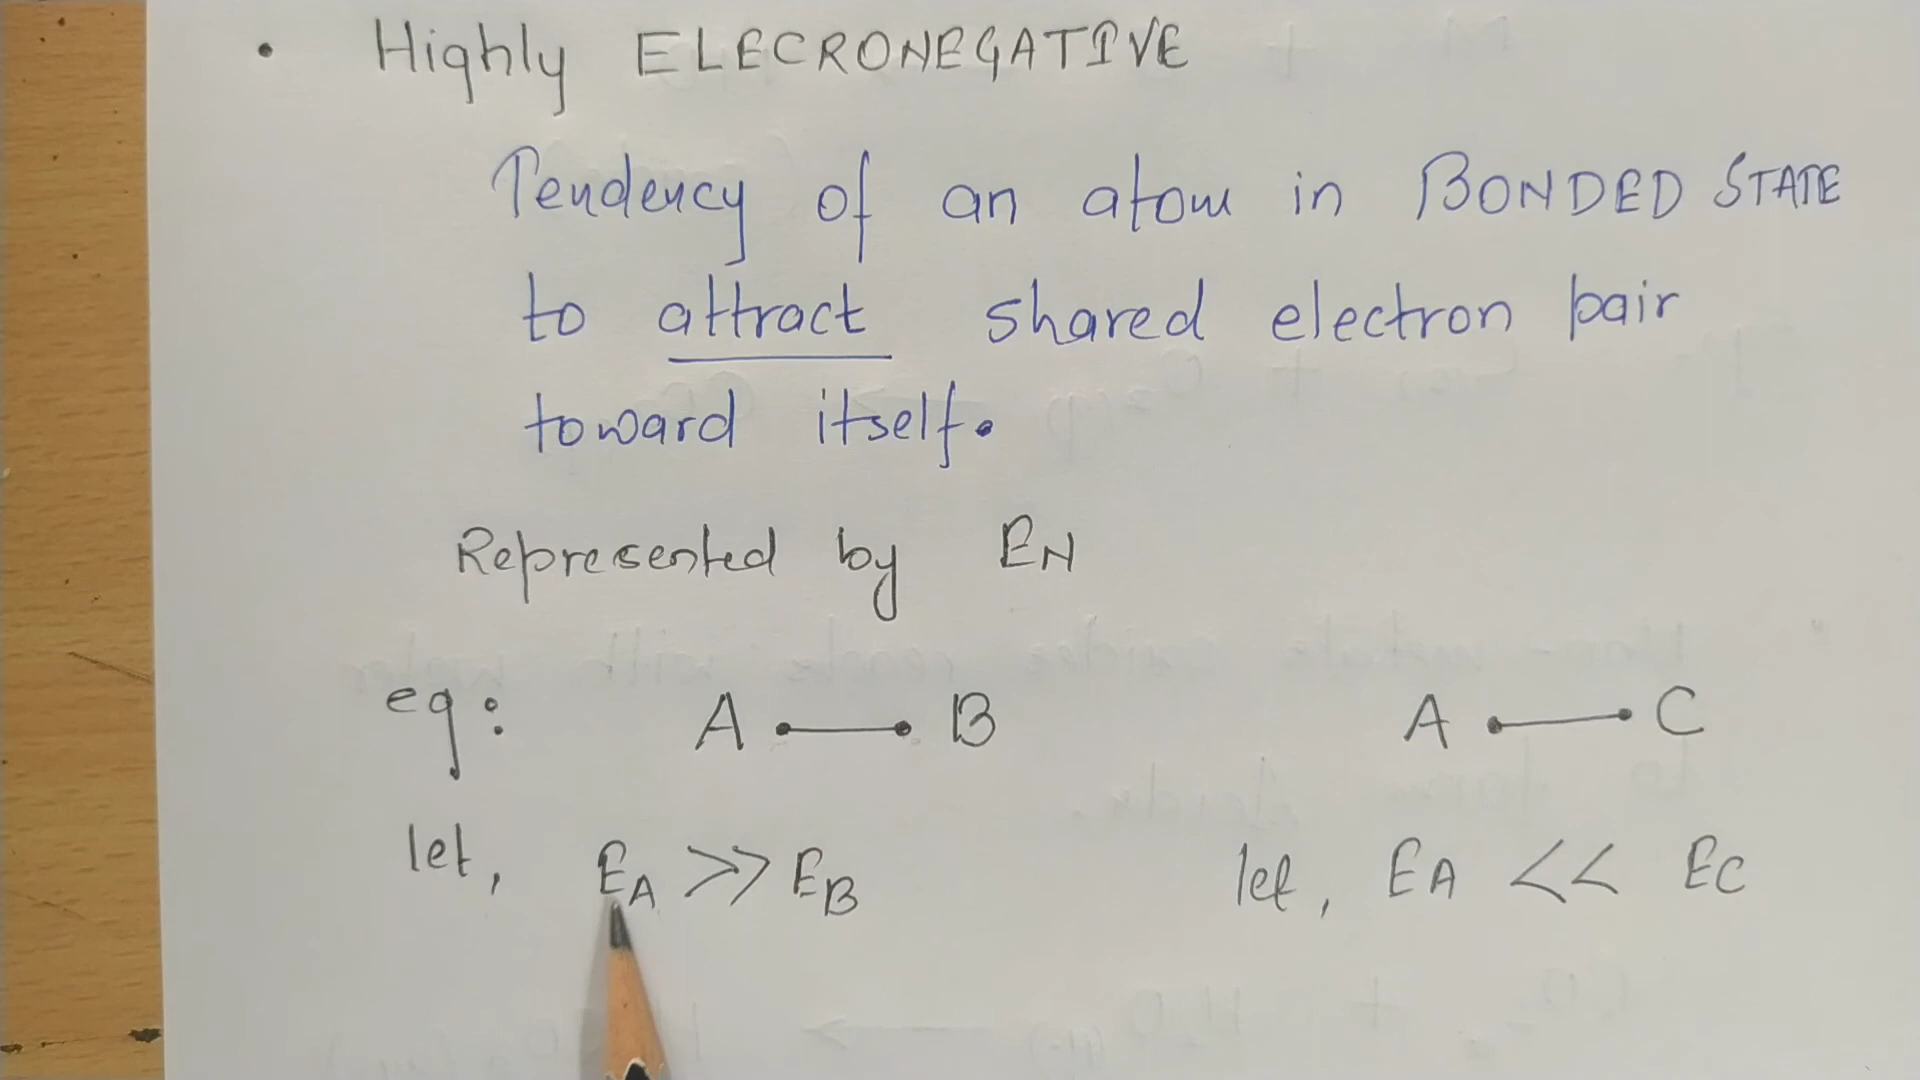 • Highly ELECRONEGATIVE
Tendency of an atom in BONDED STATE
to attract shared electron pair
toward itself.
Represented by EN
eg: A •—• B A •—• C
let, EA >> EB let, EA << EC